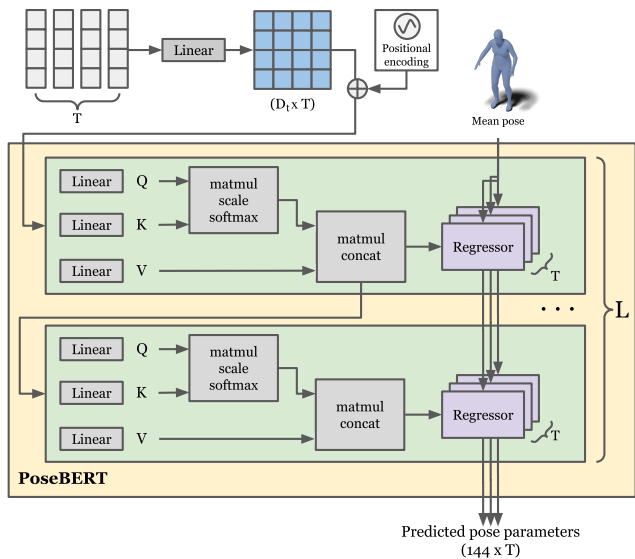 T
Linear
(Dt x T)
Positional
encoding
Mean pose
Linear
Q
matmul
scale
softmax
Linear
K
matmul
concat
Regressor
Linear
V
T
. . .
L
Linear
Q
matmul
scale
softmax
Linear
K
matmul
concat
Regressor
Linear
V
T
PoseBERT
Predicted pose parameters
(144 x T)